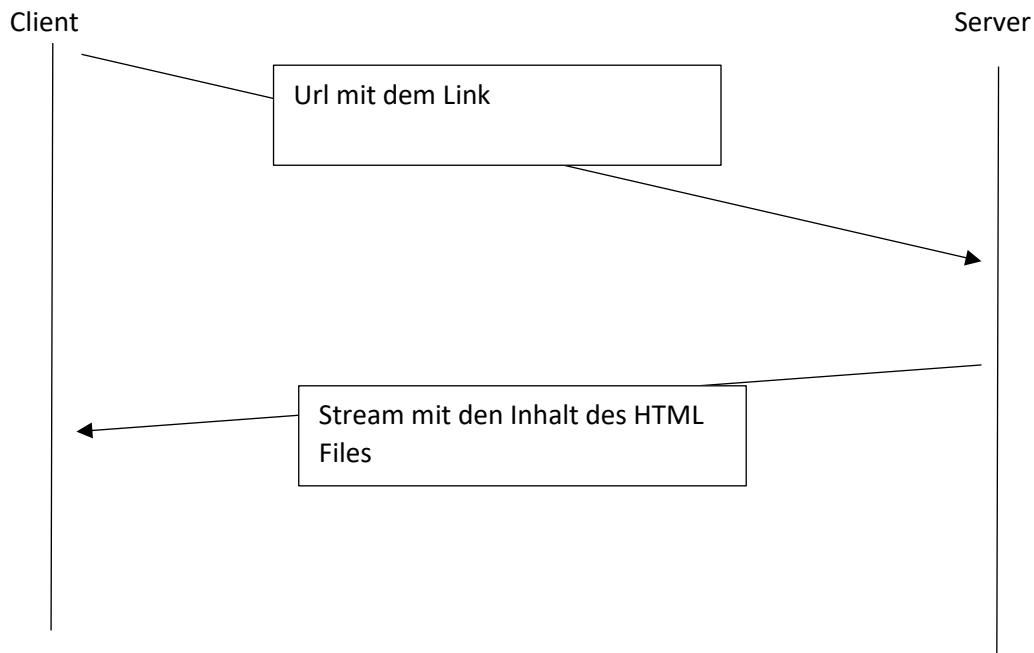 Client
Server
Url mit dem Link
Stream mit den Inhalt des HTML
Files